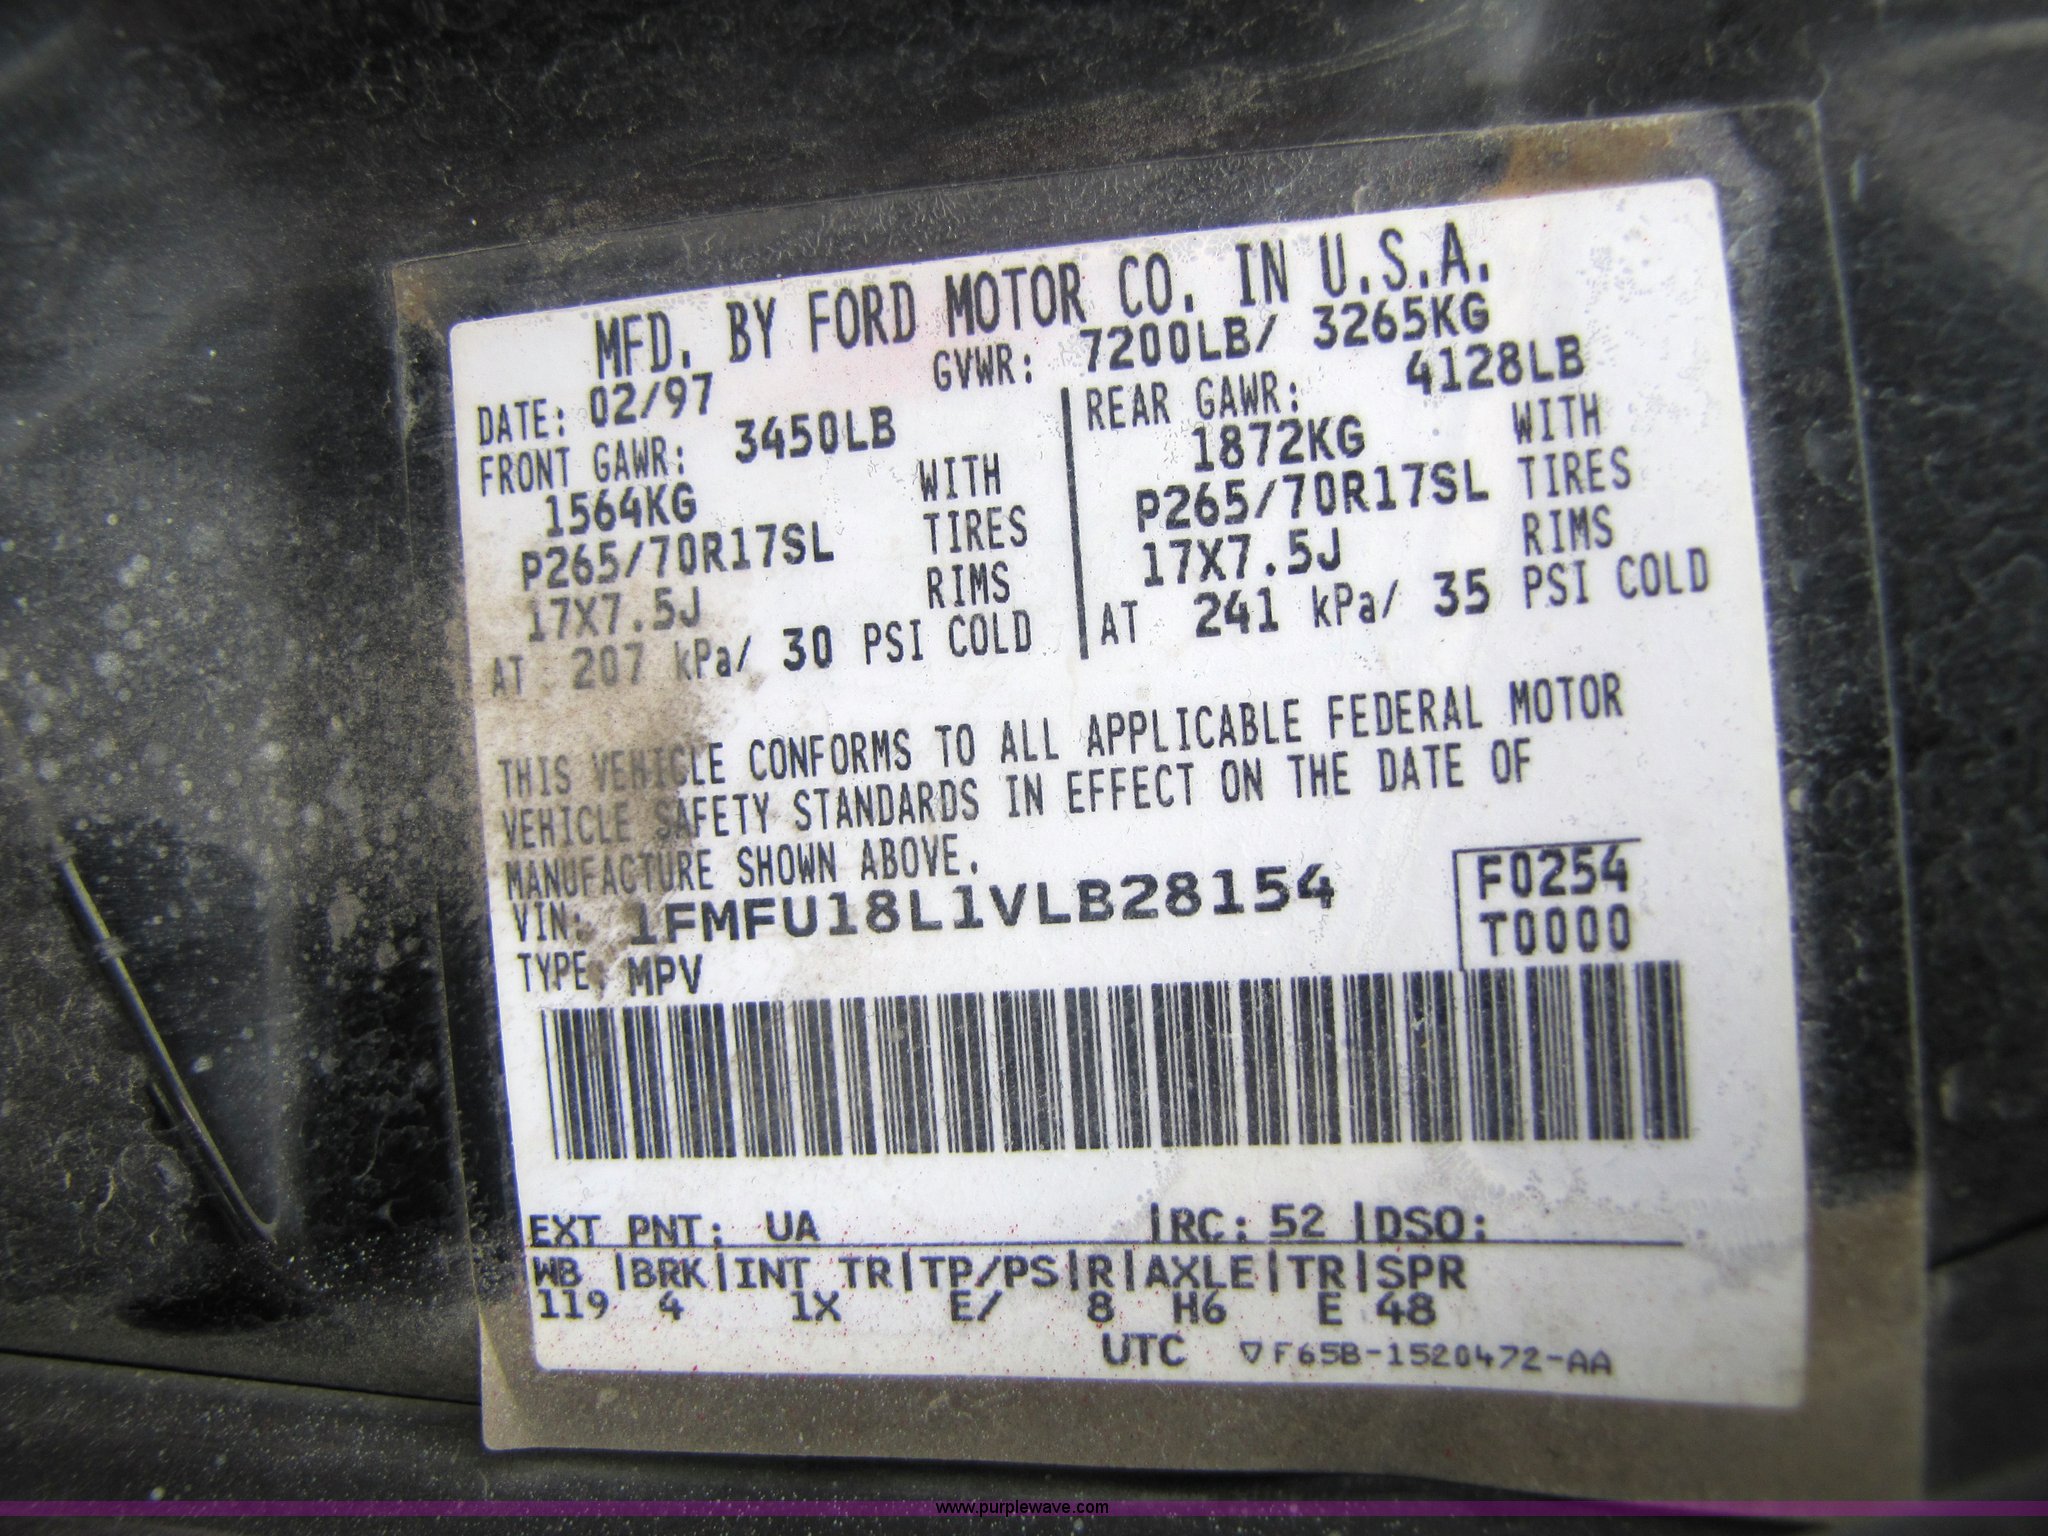 MFD. BY FORD MOTOR CO. IN U.S.A.
DATE: 02/97 GVWR: 7200LB/ 3265KG
FRONT GAWR: 3450LB
1564KG WITH
P265/70R17SL TIRES
17X7.5J RIMS
AT 207 kPa/ 30 PSI COLD
REAR GAWR: 4128LB
1872KG WITH
P265/70R17SL TIRES
17X7.5J RIMS
AT 241 kPa/ 35 PSI COLD
THIS VEHICLE CONFORMS TO ALL APPLICABLE FEDERAL MOTOR
VEHICLE SAFETY STANDARDS IN EFFECT ON THE DATE OF
MANUFACTURE SHOWN ABOVE.
VIN: 1FMFU18L1VLB28154
TYPE: MPV
F0254
T0000
EXT PNT: UA |RC: 52 |DSO:
WB |BRK|INT TR|TP/PS|R|AXLE|TR|SPR
119 4 1X E/ 8 H6 E 48
UTC ▽F65B-1520472-AA
www.purplewave.com